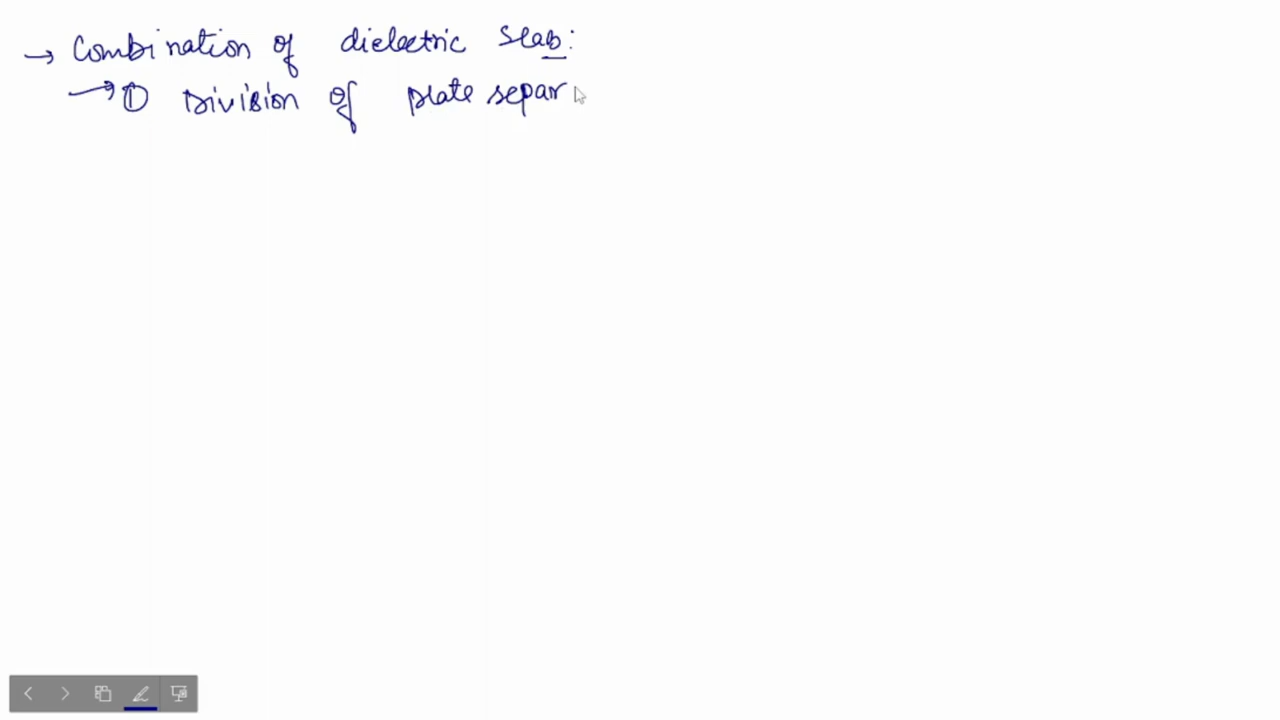 → Combination of dielectric slab:
→ ① Division of plate separ